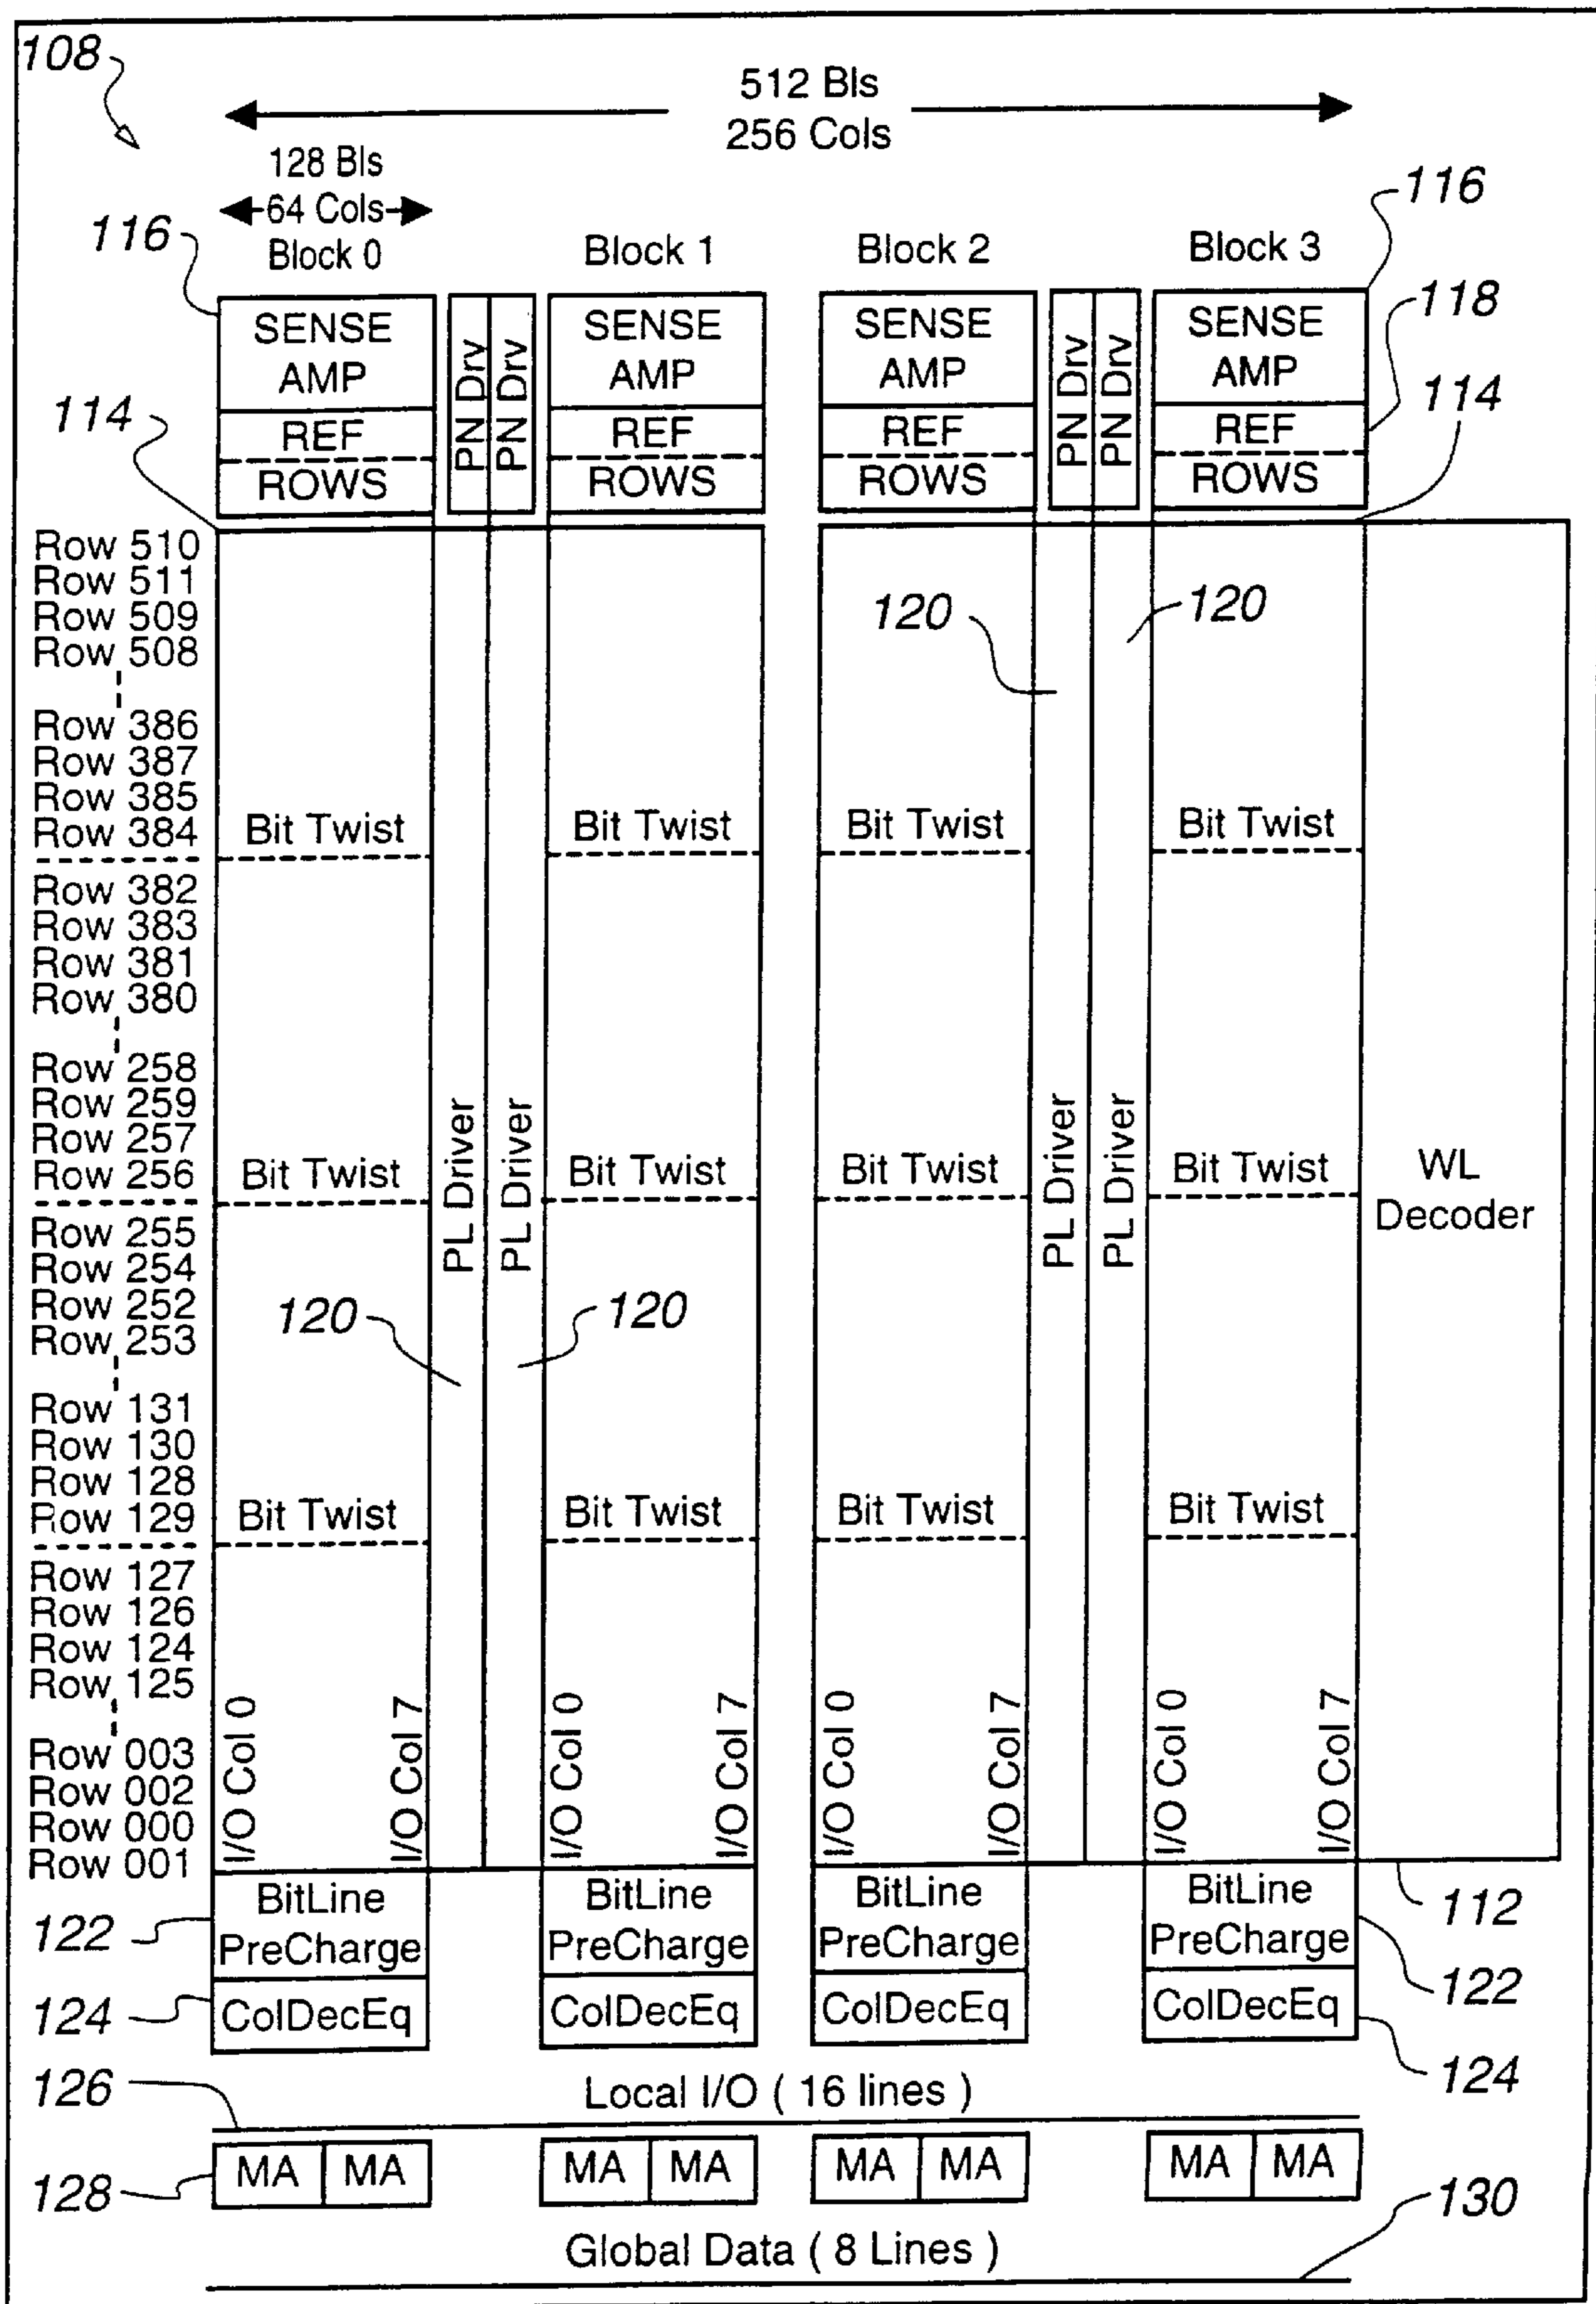 108
512 Bls
256 Cols
128 Bls
64 Cols
116
116
Block 0
Block 1
Block 2
Block 3
118
SENSE
AMP
REF
ROWS
PN Drv
PN Drv
SENSE
AMP
REF
ROWS
SENSE
AMP
REF
ROWS
PN Drv
PN Drv
SENSE
AMP
REF
ROWS
114
114
Row 510
Row 511
Row 509
Row 508
120
120
Row 386
Row 387
Row 385
Row 384
Bit Twist
Bit Twist
Bit Twist
Bit Twist
Row 382
Row 383
Row 381
Row 380
Row 258
Row 259
Row 257
Row 256
Bit Twist
Bit Twist
Bit Twist
Bit Twist
PL Driver
PL Driver
PL Driver
PL Driver
WL
Decoder
Row 255
Row 254
Row 252
Row 253
120
120
Row 131
Row 130
Row 128
Row 129
Bit Twist
Bit Twist
Bit Twist
Bit Twist
Row 127
Row 126
Row 124
Row 125
Row 003
Row 002
Row 000
Row 001
I/O Col 0
I/O Col 7
I/O Col 0
I/O Col 7
I/O Col 0
I/O Col 7
I/O Col 0
I/O Col 7
122
BitLine
PreCharge
BitLine
PreCharge
BitLine
PreCharge
BitLine
PreCharge
112
122
124
ColDecEq
ColDecEq
ColDecEq
ColDecEq
124
126
Local I/O ( 16 lines )
128
MA MA
MA MA
MA MA
MA MA
130
Global Data ( 8 Lines )